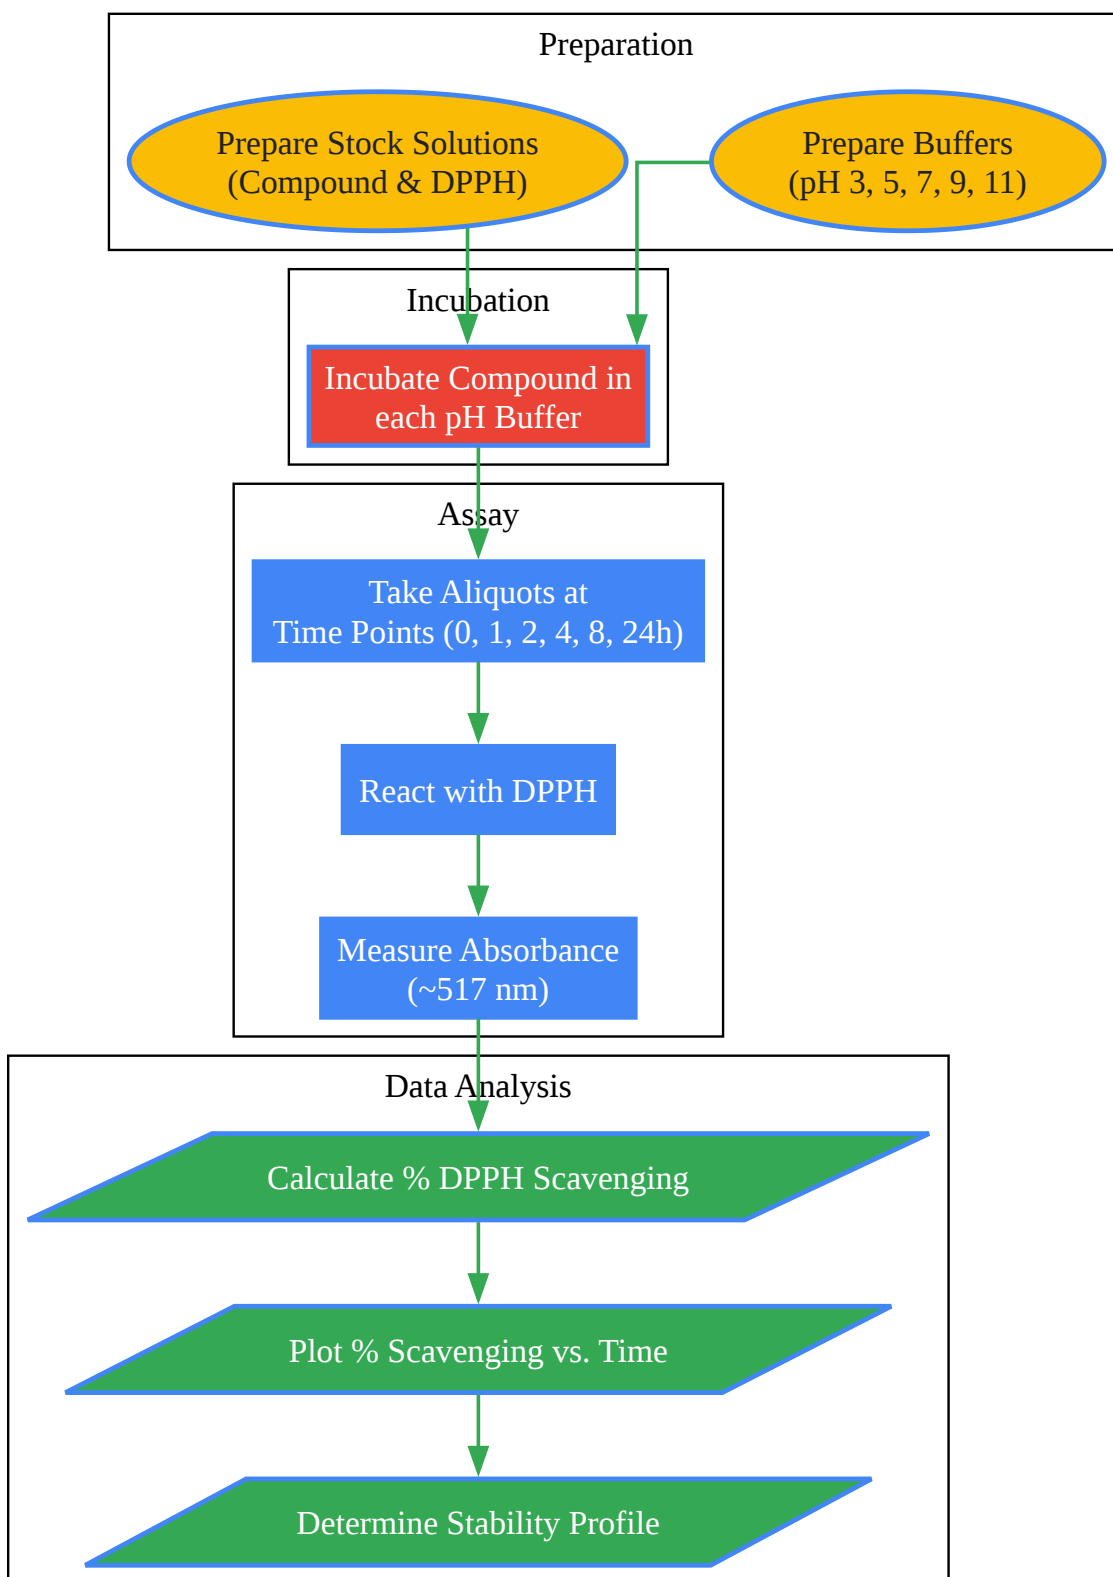 Preparation
Prepare Stock Solutions
(Compound & DPPH)
Prepare Buffers
(pH 3, 5, 7, 9, 11)
Incubation
Incubate Compound in
each pH Buffer
Assay
Take Aliquots at
Time Points (0, 1, 2, 4, 8, 24h)
React with DPPH
Measure Absorbance
(~517 nm)
Data Analysis
Calculate % DPPH Scavenging
Plot % Scavenging vs. Time
Determine Stability Profile